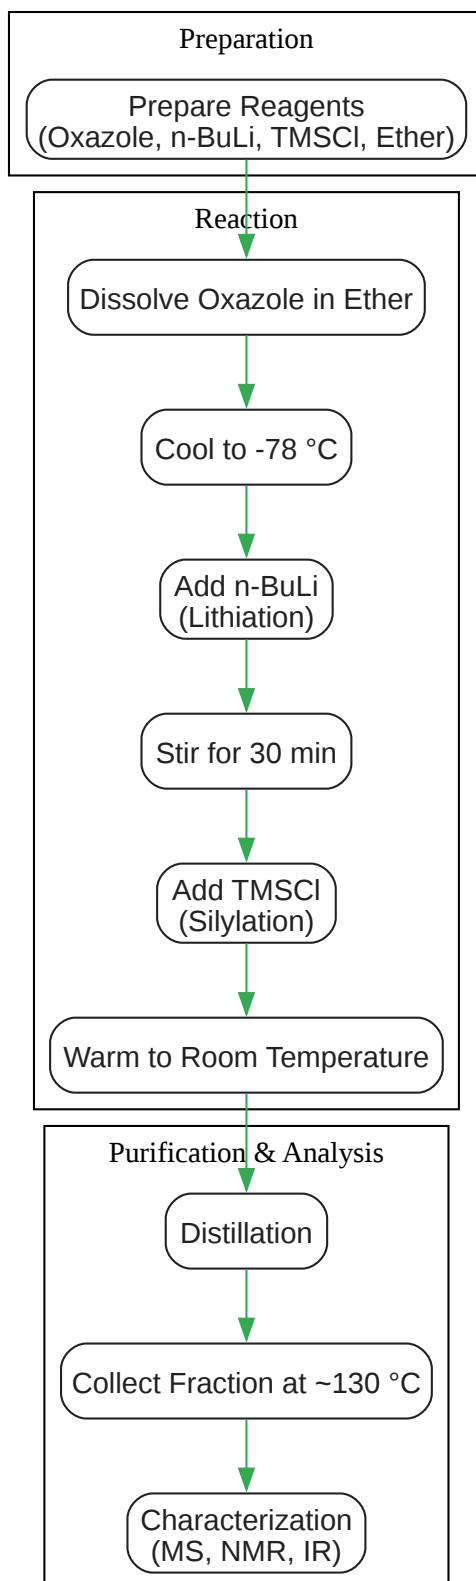 Preparation
Prepare Reagents
(Oxazole, n-BuLi, TMSCl, Ether)
Reaction
Dissolve Oxazole in Ether
Cool to -78 °C
Add n-BuLi
(Lithiation)
Stir for 30 min
Add TMSCl
(Silylation)
Warm to Room Temperature
Purification & Analysis
Distillation
Collect Fraction at ~130 °C
Characterization
(MS, NMR, IR)